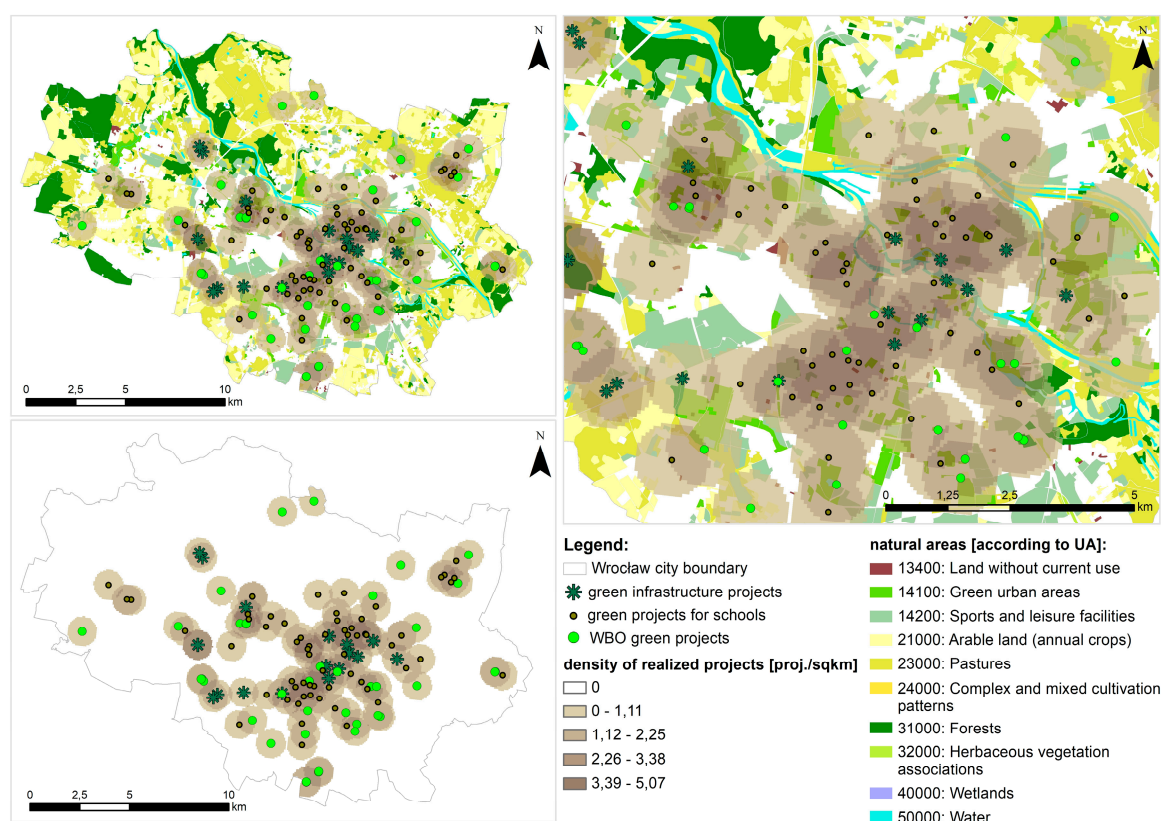 N
0 2,5 5 10
km
N
0 1,25 2,5 5
km
N
0 2,5 5 10
km
Legend:
Wrocław city boundary
green infrastructure projects
green projects for schools
WBO green projects
density of realized projects [proj./sqkm]
0
0 - 1,11
1,12 - 2,25
2,26 - 3,38
3,39 - 5,07
natural areas [according to UA]:
13400: Land without current use
14100: Green urban areas
14200: Sports and leisure facilities
21000: Arable land (annual crops)
23000: Pastures
24000: Complex and mixed cultivation
patterns
31000: Forests
32000: Herbaceous vegetation
associations
40000: Wetlands
50000: Water